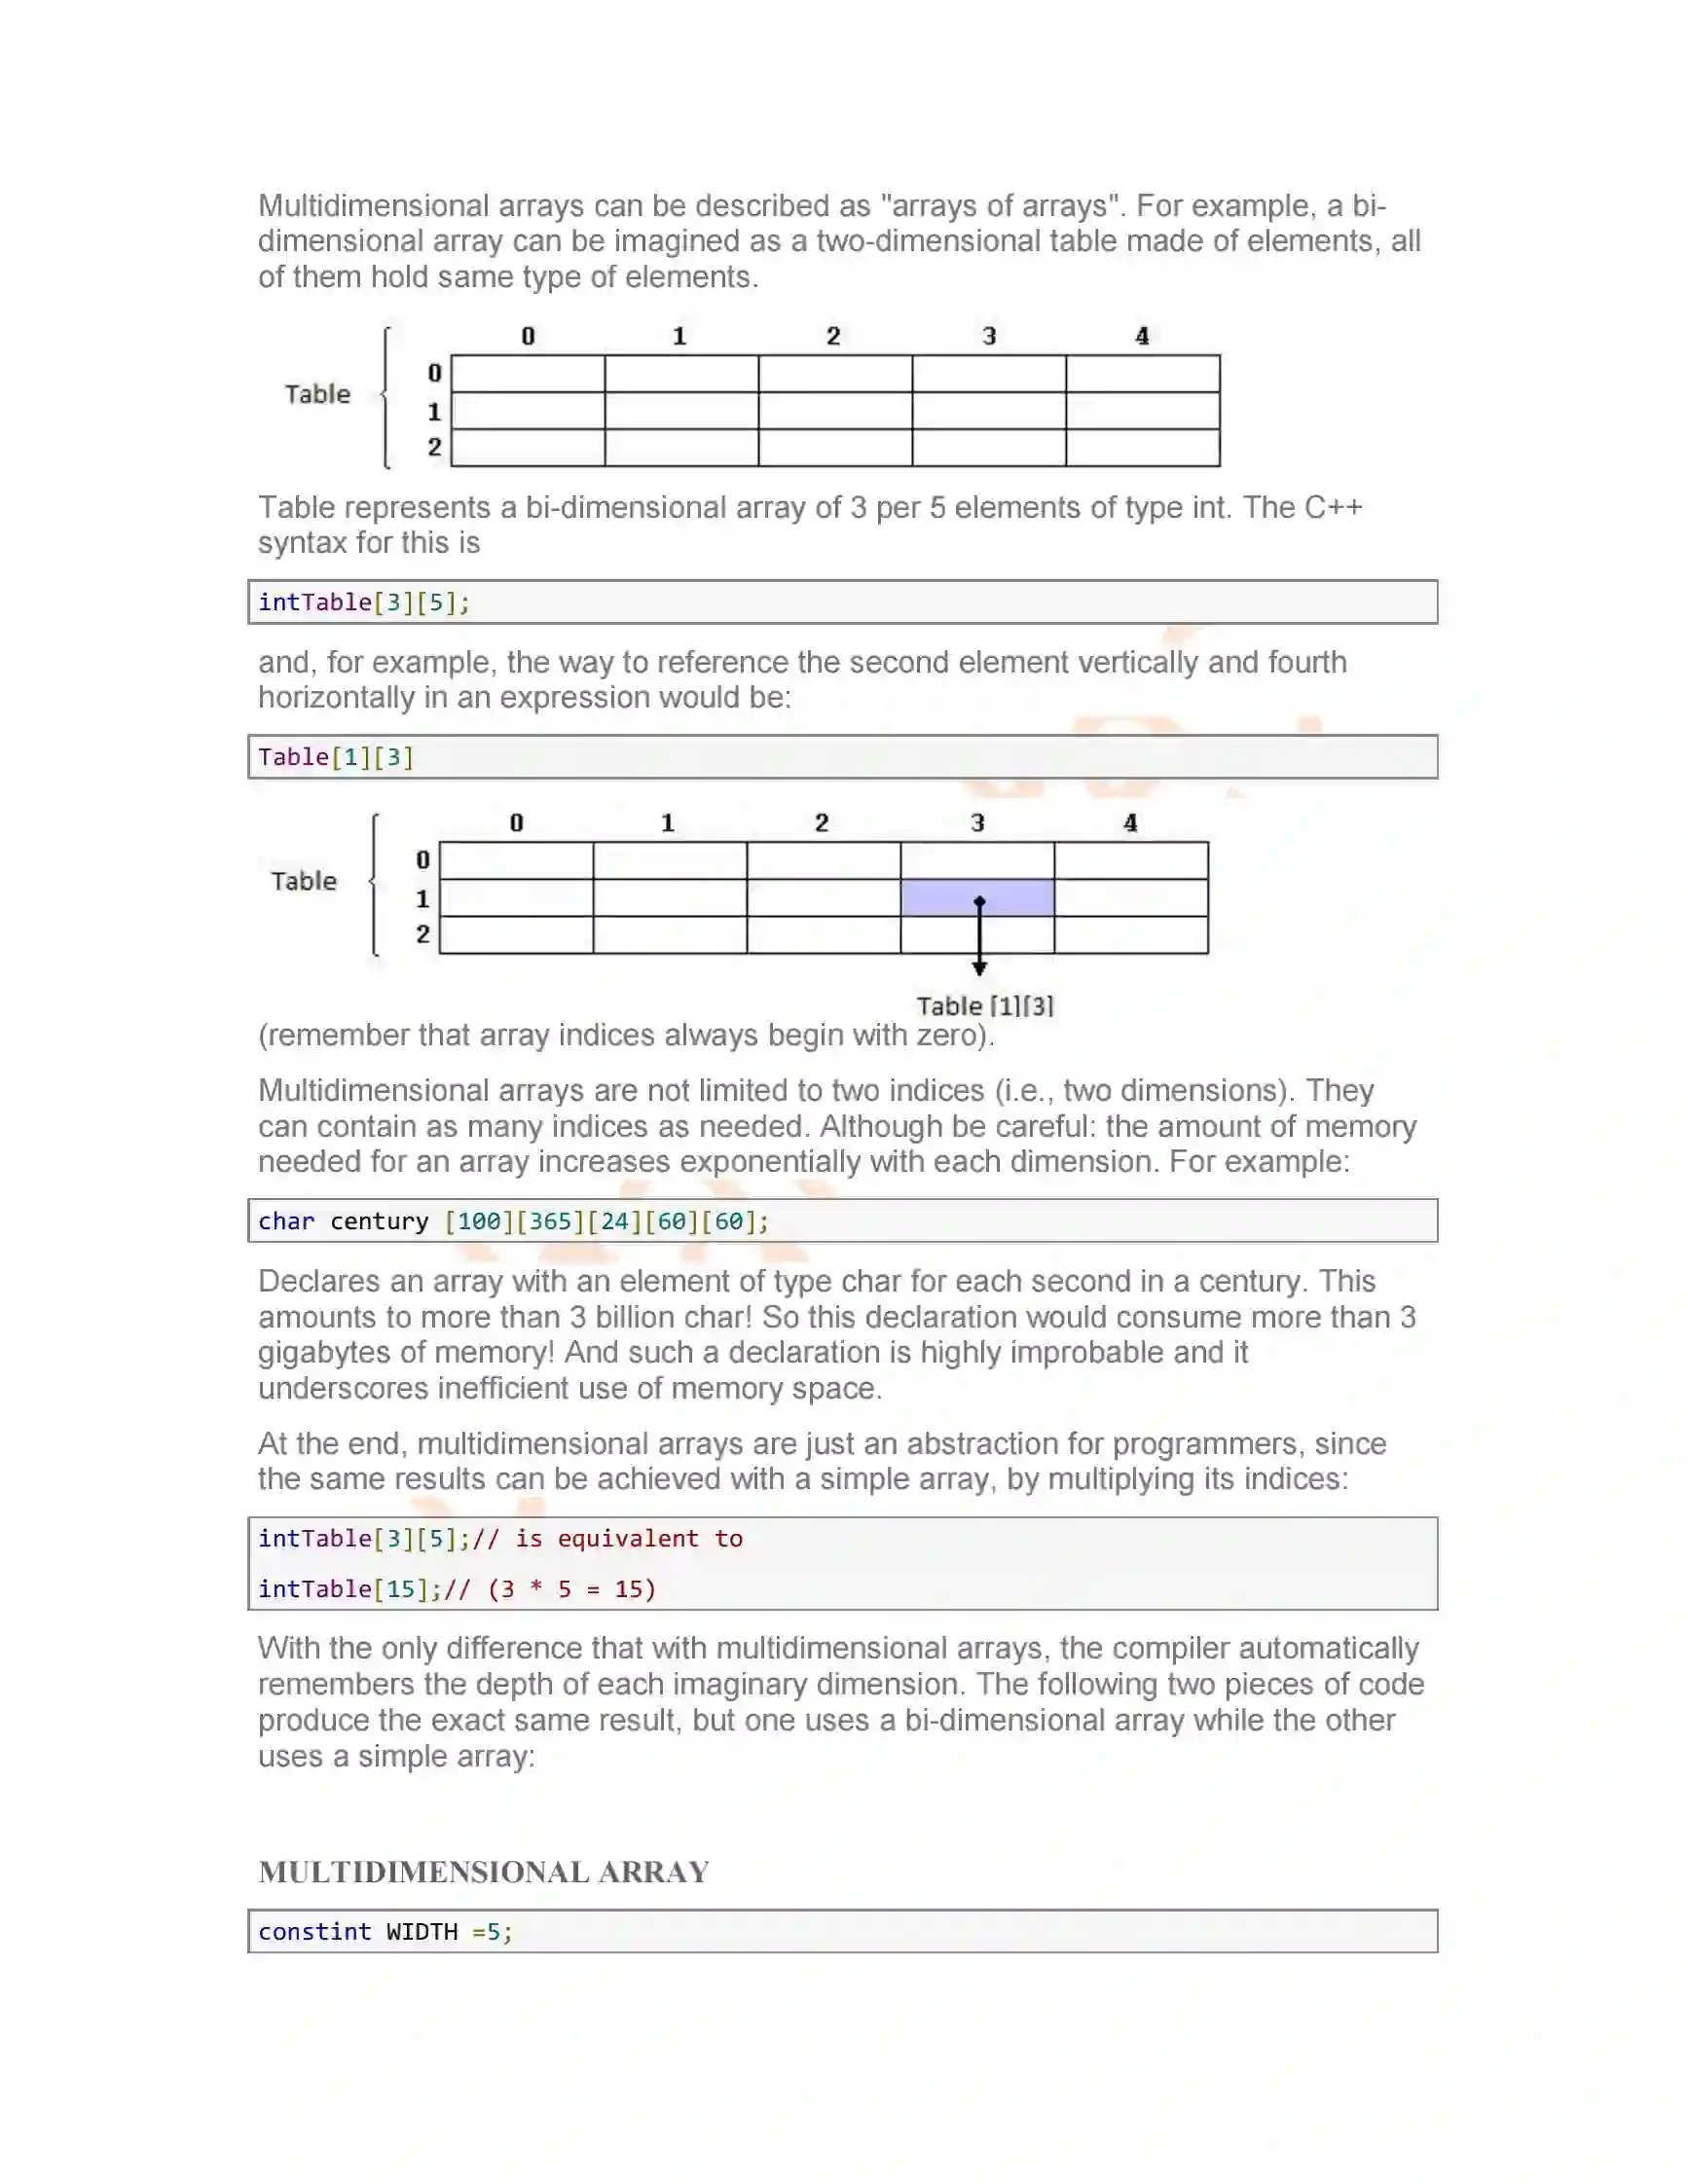 Multidimensional arrays can be described as "arrays of arrays". For example, a bi-
dimensional array can be imagined as a two-dimensional table made of elements, all
of them hold same type of elements.
0 1 2 3 4
0
Table
1
2
Table represents a bi-dimensional array of 3 per 5 elements of type int. The C++
syntax for this is
intTable[3][5];
and, for example, the way to reference the second element vertically and fourth
horizontally in an expression would be:
Table[1][3]
0 1 2 3 4
0
Table
1
2
Table [1][3]
(remember that array indices always begin with zero).
Multidimensional arrays are not limited to two indices (i.e., two dimensions). They
can contain as many indices as needed. Although be careful: the amount of memory
needed for an array increases exponentially with each dimension. For example:
char century [100][365][24][60][60];
Declares an array with an element of type char for each second in a century. This
amounts to more than 3 billion char! So this declaration would consume more than 3
gigabytes of memory! And such a declaration is highly improbable and it
underscores inefficient use of memory space.
At the end, multidimensional arrays are just an abstraction for programmers, since
the same results can be achieved with a simple array, by multiplying its indices:
intTable[3][5];// is equivalent to
intTable[15];// (3 * 5 = 15)
With the only difference that with multidimensional arrays, the compiler automatically
remembers the depth of each imaginary dimension. The following two pieces of code
produce the exact same result, but one uses a bi-dimensional array while the other
uses a simple array:
MULTIDIMENSIONAL ARRAY
constint WIDTH =5;